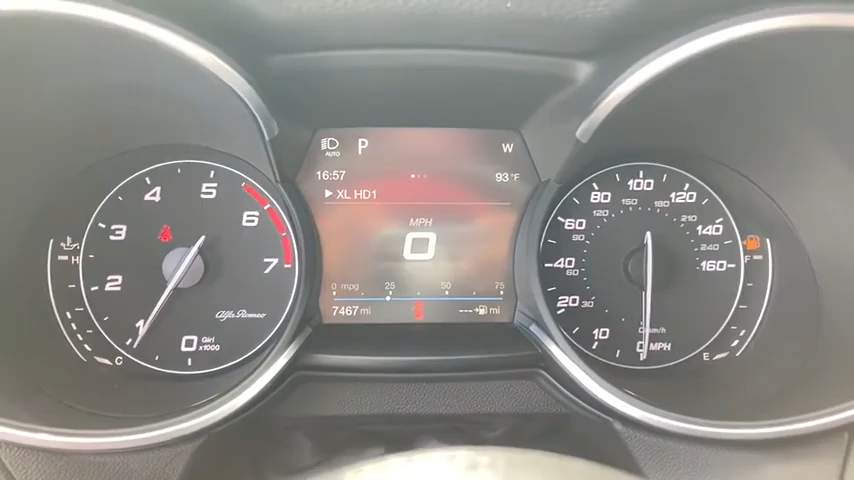 AUTO
P
W
16:57
93 °F
XL HD1
MPH
0
0 mpg 25 50 75
7467 mi
--- mi
H
C
0 1 2 3 4 5 6 7
Giri
x1000
Alfa Romeo
0 10 20 40 60 80 100 120 140 160
MPH
30 60 90 120 150 180 210 240
km/h
F
E